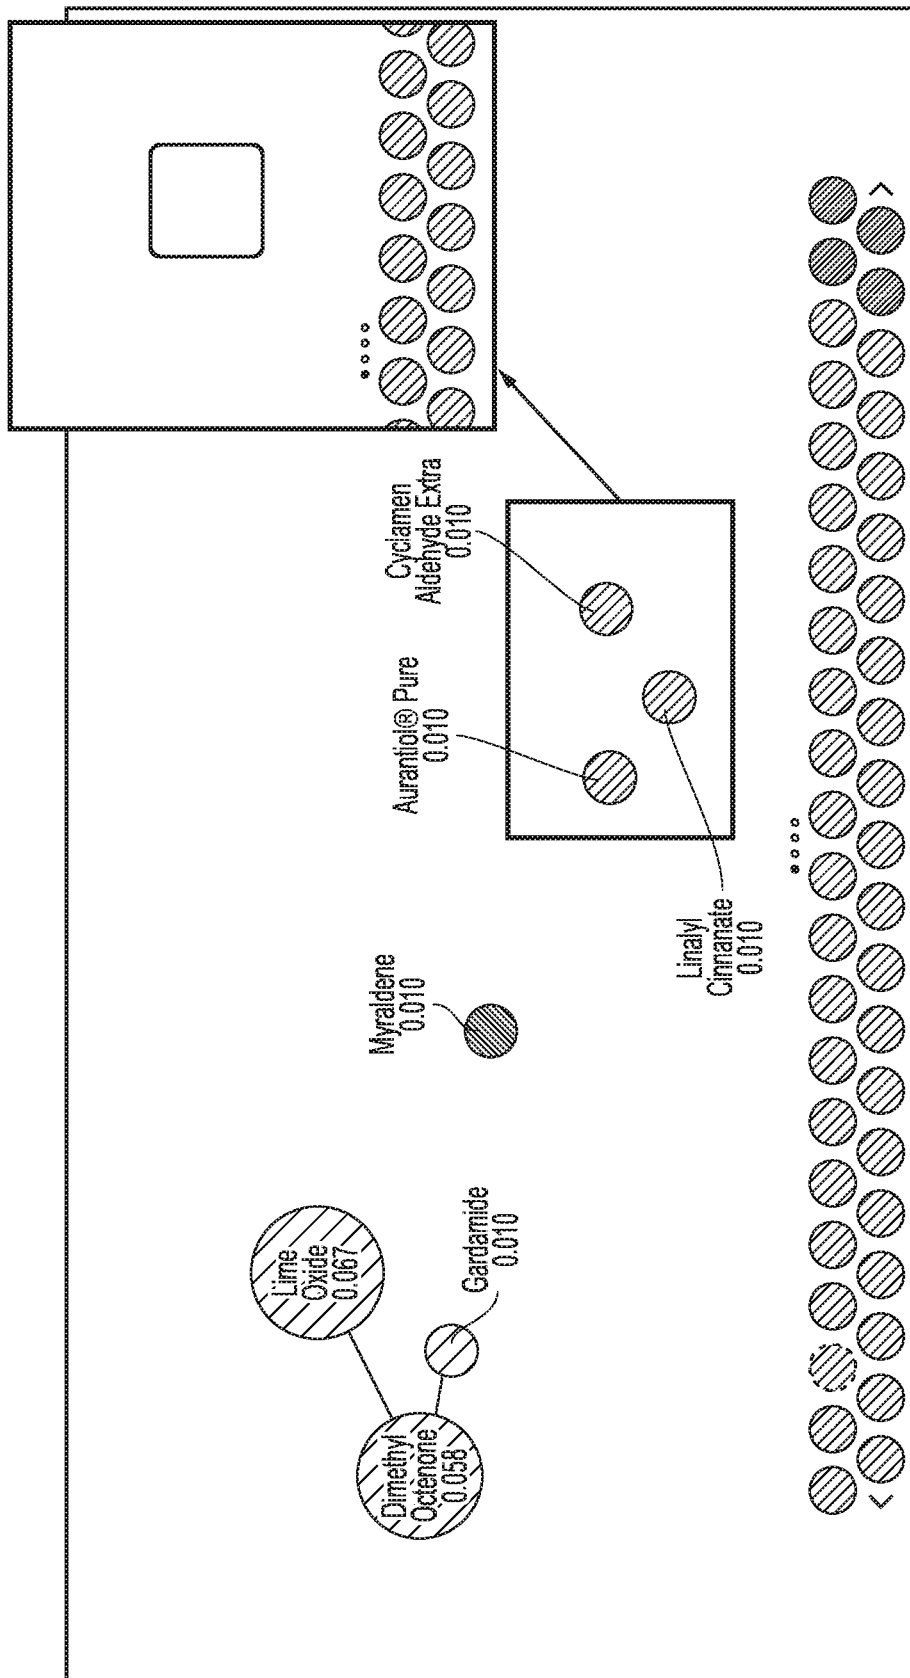 Lime
Oxide
0.067
Dimethyl
Octenone
0.058
Gardamide
0.010
Myraldene
0.010
Aurantiol® Pure
0.010
Cyclamen
Aldehyde Extra
0.010
Linalyl
Cinnanate
0.010